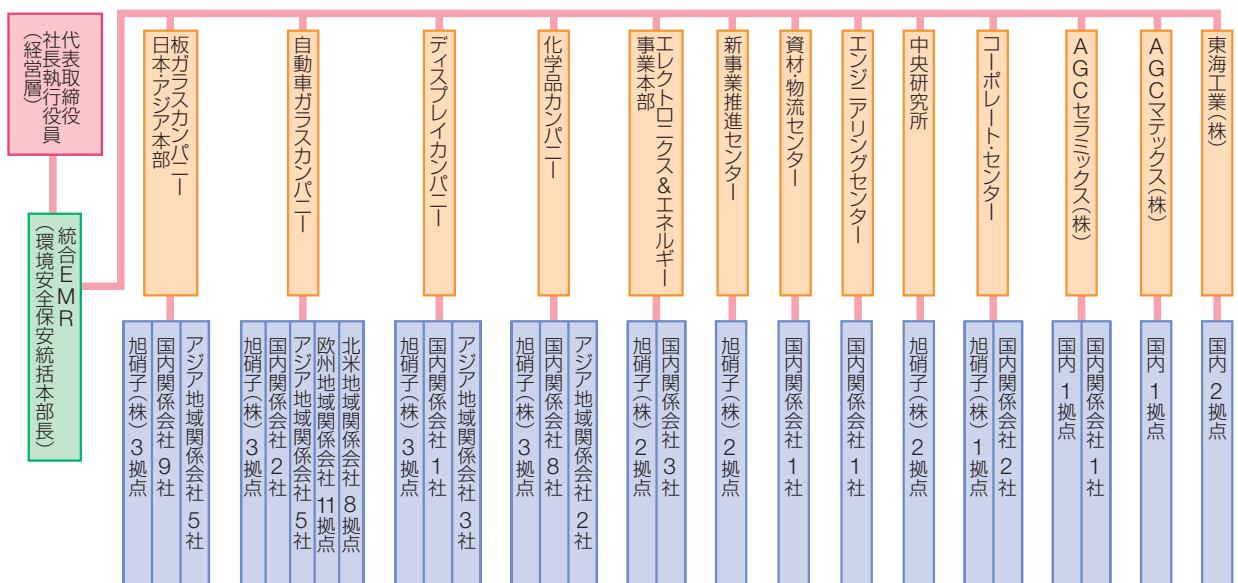 代表取締役
社長執行役員
（経営層）
統合EMR
（環境安全保安統括本部長）
板ガラスカンパニー
日本・アジア本部
旭硝子（株） 3拠点
国内関係会社 9社
アジア地域関係会社 5社
自動車ガラスカンパニー
旭硝子（株） 3拠点
国内関係会社 2社
アジア地域関係会社 5社
欧州地域関係会社 11拠点
北米地域関係会社 8拠点
ディスプレイカンパニー
旭硝子（株） 3拠点
国内関係会社 1社
アジア地域関係会社 3社
化学品カンパニー
旭硝子（株） 3拠点
国内関係会社 8社
アジア地域関係会社 2社
エレクトロニクス＆エネルギー
事業本部
旭硝子（株） 2拠点
国内関係会社 3社
新事業推進センター
旭硝子（株） 2拠点
資材・物流センター
国内関係会社 1社
エンジニアリングセンター
国内関係会社 1社
中央研究所
旭硝子（株） 2拠点
コーポレート・センター
旭硝子（株） 1拠点
国内関係会社 2社
AGCセラミックス（株）
国内 1拠点
国内関係会社 1社
AGCマテックス（株）
国内 1拠点
東海工業（株）
国内 2拠点